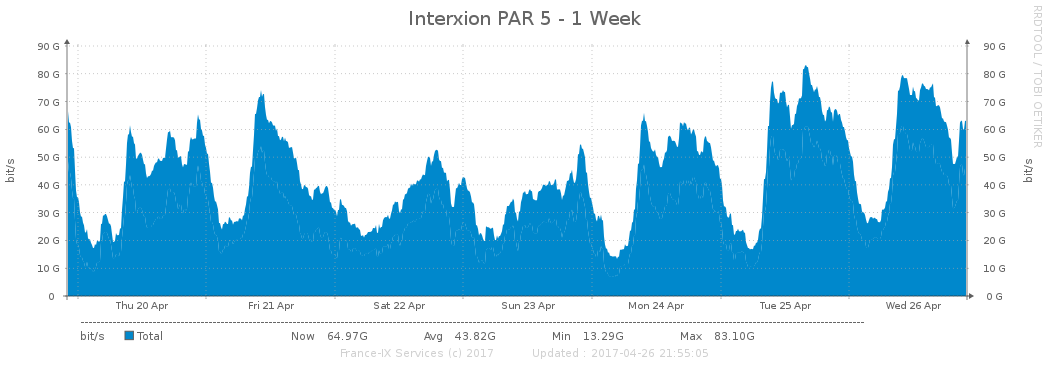 Interxion PAR 5 - 1 Week
RRDTOOL / TOBI OETIKER
bit/s
90 G 90 G
80 G 80 G
70 G 70 G
60 G 60 G
50 G 50 G
40 G 40 G
30 G 30 G
20 G 20 G
10 G 10 G
0 0 G
bit/s
Thu 20 Apr Fri 21 Apr Sat 22 Apr Sun 23 Apr Mon 24 Apr Tue 25 Apr Wed 26 Apr
bit/s Total Now 64.97G Avg 43.82G Min 13.29G Max 83.10G
France-IX Services (c) 2017 Updated : 2017-04-26 21:55:05